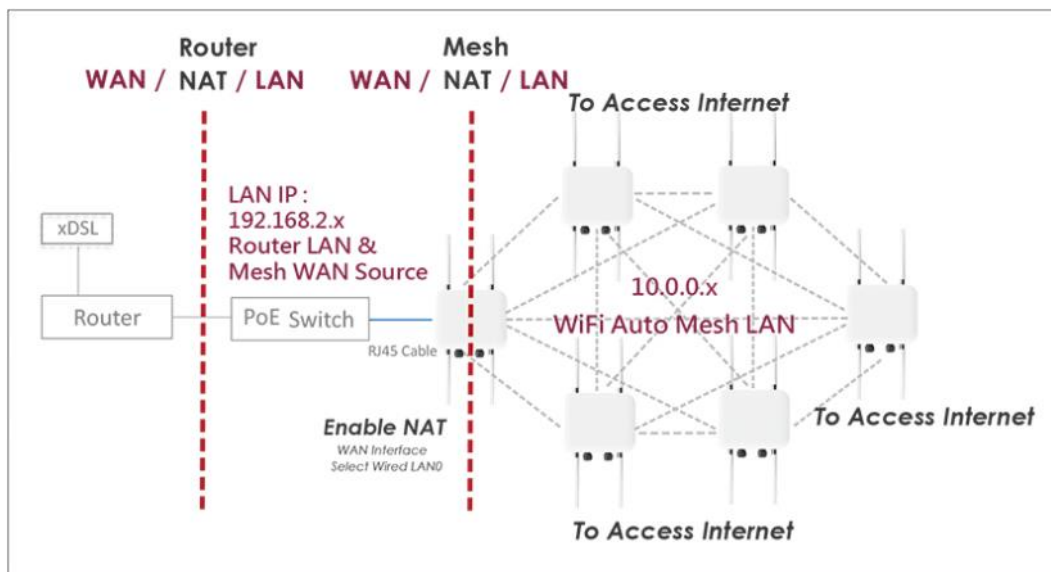 Router
WAN / NAT / LAN
Mesh
WAN / NAT / LAN
To Access Internet
LAN IP :
192.168.2.x
Router LAN &
Mesh WAN Source
xDSL
Router
PoE Switch
RJ45 Cable
10.0.0.x
WiFi Auto Mesh LAN
Enable NAT
WAN Interface
Select Wired LAN0
To Access Internet
To Access Internet